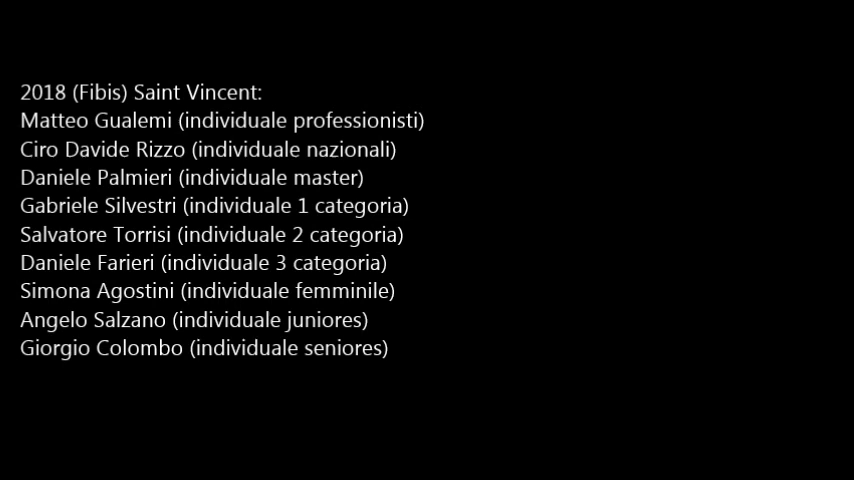 2018 (Fibis) Saint Vincent:
Matteo Gualemi (individuale professionisti)
Ciro Davide Rizzo (individuale nazionali)
Daniele Palmieri (individuale master)
Gabriele Silvestri (individuale 1 categoria)
Salvatore Torrisi (individuale 2 categoria)
Daniele Farieri (individuale 3 categoria)
Simona Agostini (individuale femminile)
Angelo Salzano (individuale juniores)
Giorgio Colombo (individuale seniores)